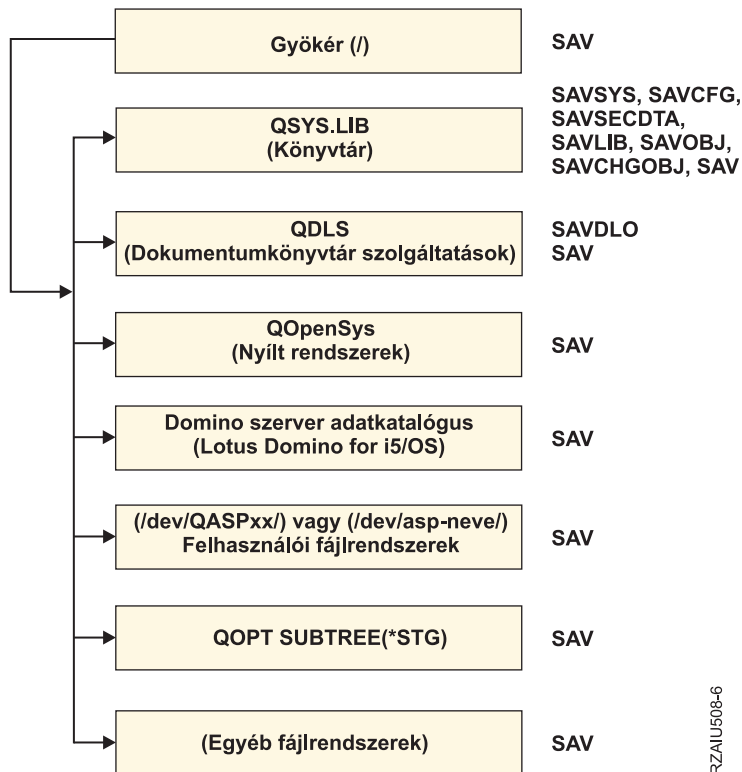 Gyökér (/)
SAV
QSYS.LIB
(Könyvtár)
SAVSYS, SAVCFG,
SAVSECDTA,
SAVLIB, SAVOBJ,
SAVCHGOBJ, SAV
QDLS
(Dokumentumkönyvtár szolgáltatások)
SAVDLO
SAV
QOpenSys
(Nyílt rendszerek)
SAV
Domino szerver adatkatalógus
(Lotus Domino for i5/OS)
SAV
(/dev/QASPxx/) vagy (/dev/asp-neve/)
Felhasználói fájlrendszerek
SAV
QOPT SUBTREE(*STG)
SAV
(Egyéb fájlrendszerek)
SAV
RZAIU508-6